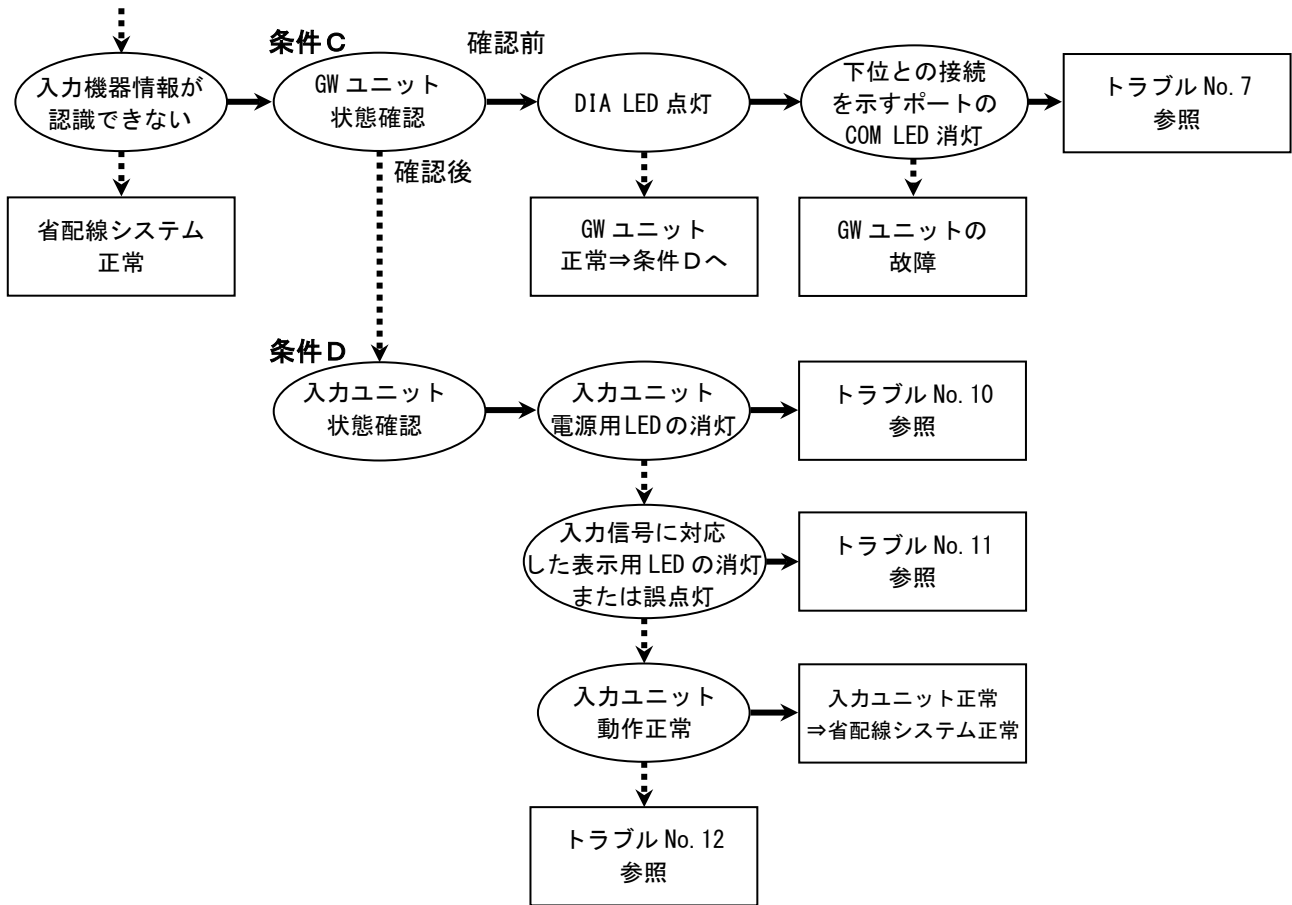 条件C
確認前
入力機器情報が
認識できない
GW ユニット
状態確認
DIA LED 点灯
下位との接続
を示すポートの
COM LED 消灯
トラブル No. 7
参照
確認後
省配線システム
正常
GW ユニット
正常⇒条件Dへ
GW ユニットの
故障
条件D
入力ユニット
状態確認
入力ユニット
電源用LEDの消灯
トラブル No. 10
参照
入力信号に対応
した表示用 LED の消灯
または誤点灯
トラブル No. 11
参照
入力ユニット
動作正常
入力ユニット正常
⇒省配線システム正常
トラブル No. 12
参照